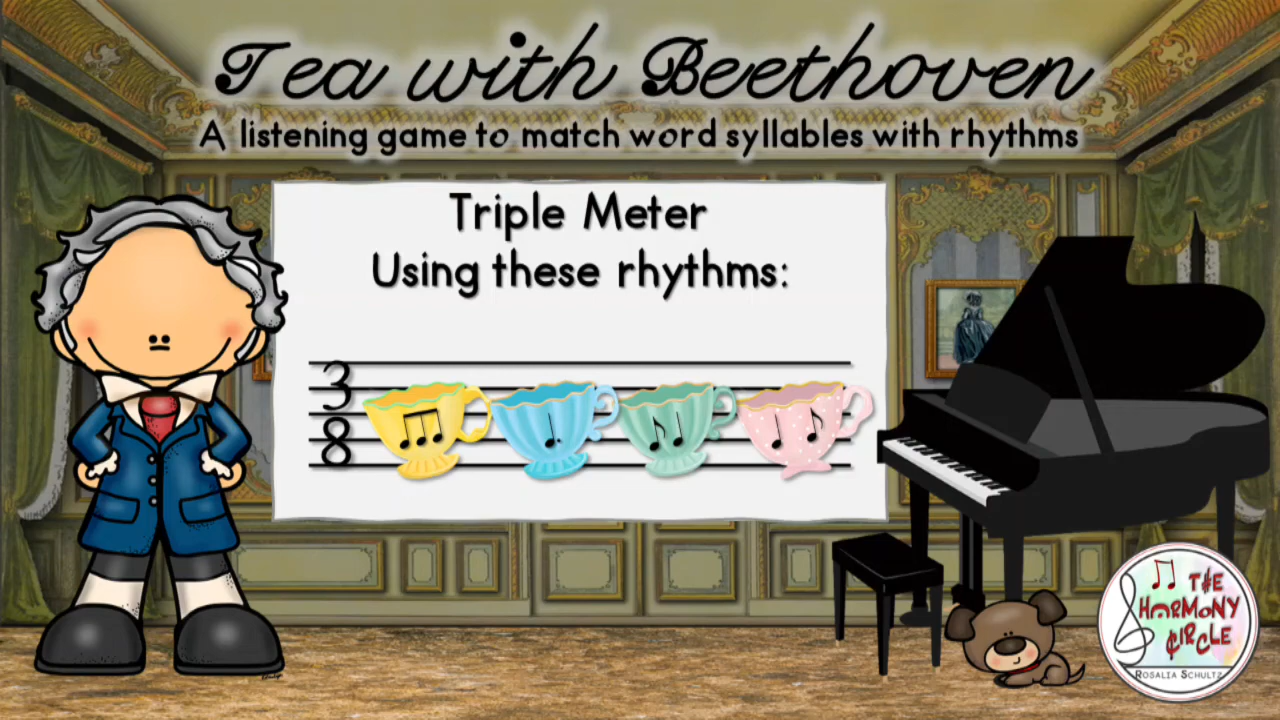 Tea with Beethoven
A listening game to match word syllables with rhythms
Triple Meter
Using these rhythms:
3
8
THE
HARMONY
CIRCLE
ROSALIA SCHULTZ